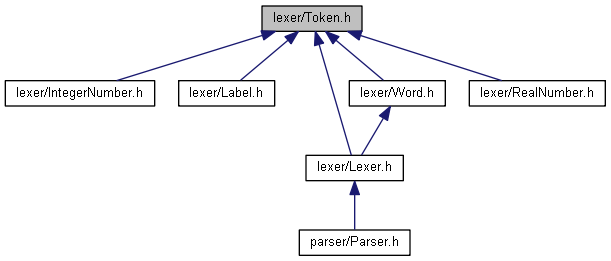 lexer/Token.h
lexer/IntegerNumber.h
lexer/Label.h
lexer/Word.h
lexer/RealNumber.h
lexer/Lexer.h
parser/Parser.h